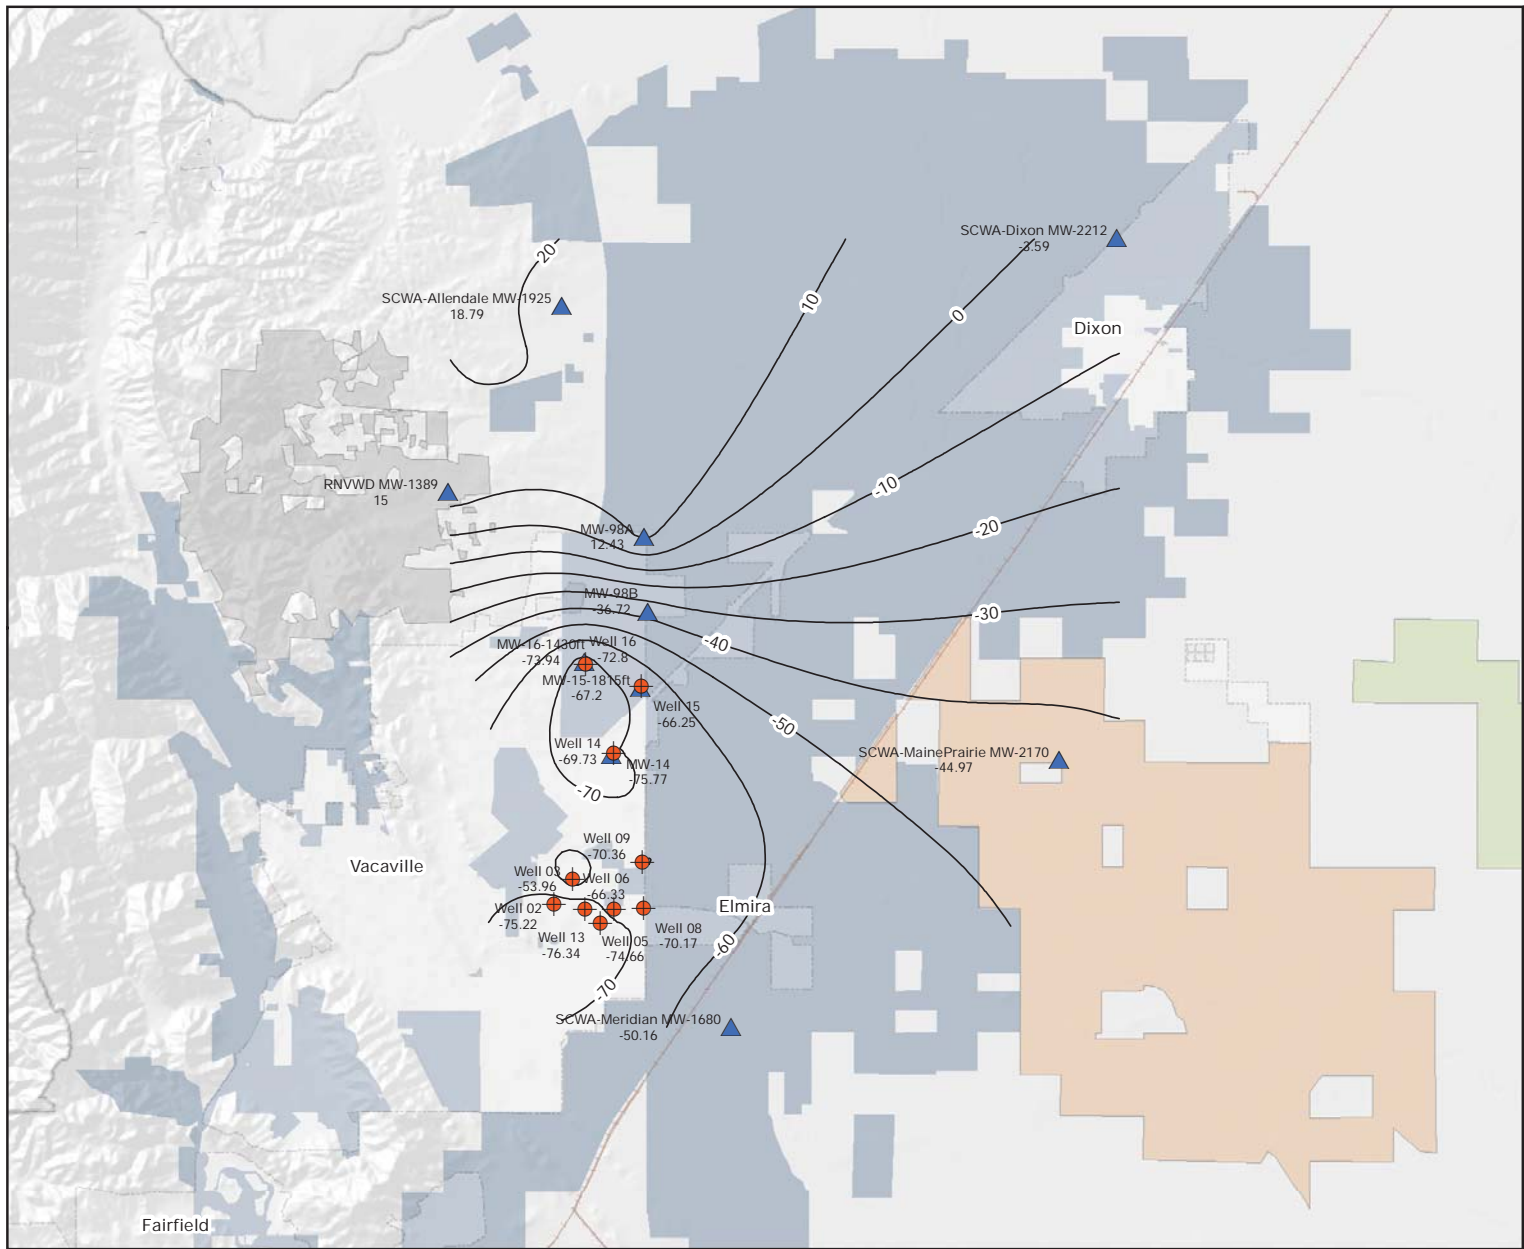 SCWA-Dixon MW-2212
-3.59
20
10
SCWA-Allendale MW-1925
18.79
0
Dixon
RNVWD MW-1389
15
-10
-20
MW-98A
12.43
MW-98B
-36.72
-30
-40
MW-16-1430ft
-73.94
Well 16
-72.8
MW-15-1815ft
-67.2
Well 15
-66.25
-50
Well 14
-69.73
MW-14
-75.77
SCWA-MainePrairie MW-2170
-44.97
-70
Well 09
-70.36
Vacaville
Well 03
-53.96
Well 06
-66.33
Well 02
-75.22
Elmira
Well 13
-76.34
Well 05
-74.66
Well 08
-70.17
-60
-70
SCWA-Meridian MW-1680
-50.16
Fairfield